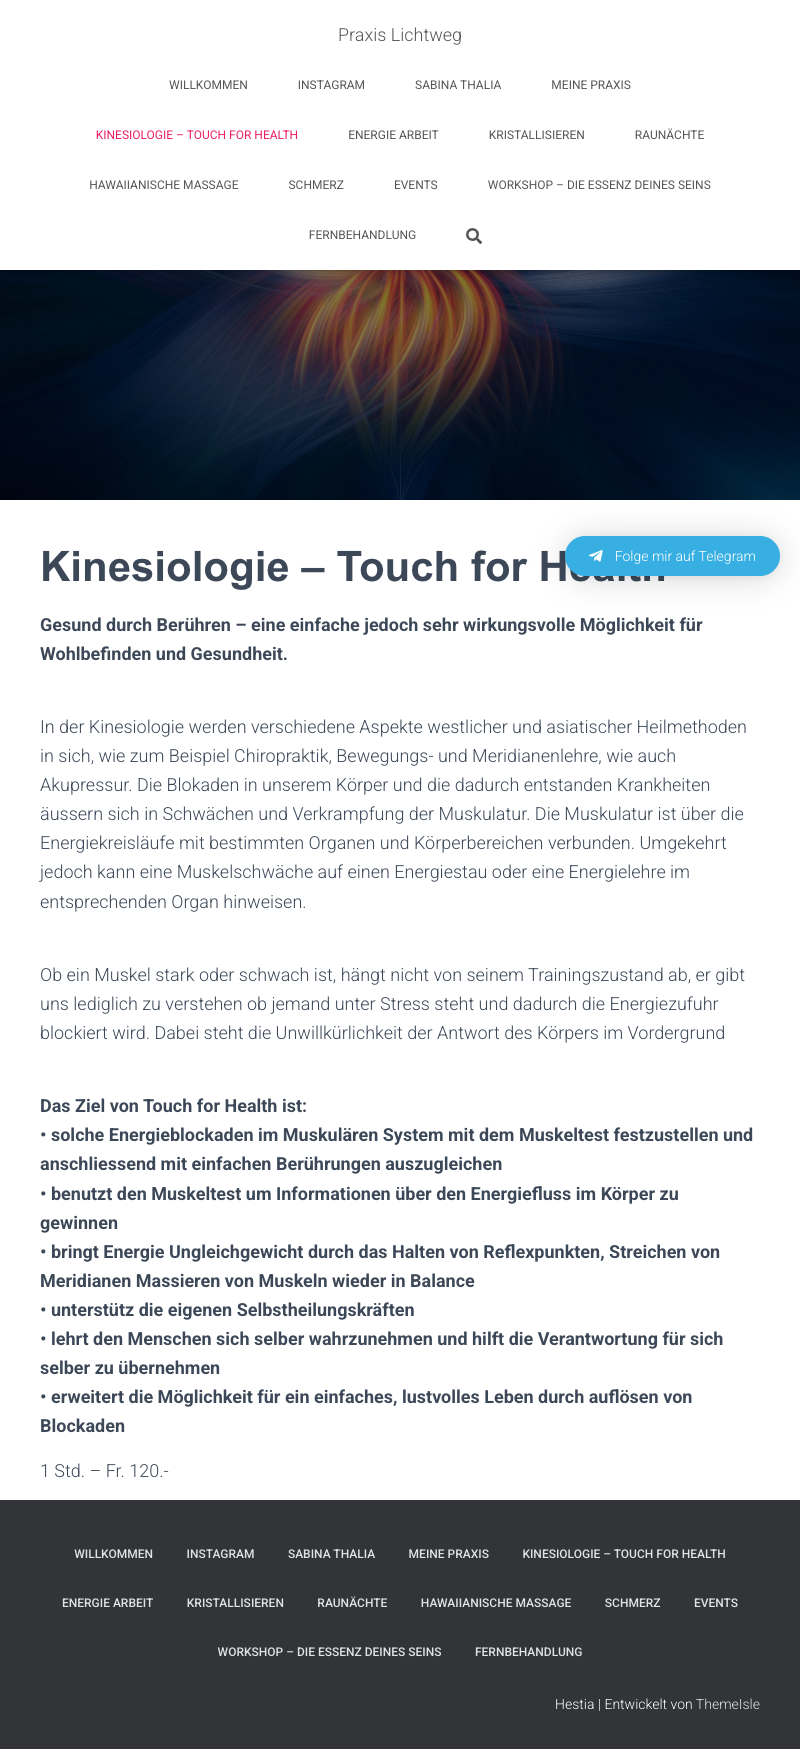 Praxis Lichtweg
WILLKOMMEN INSTAGRAM SABINA THALIA MEINE PRAXIS
KINESIOLOGIE – TOUCH FOR HEALTH ENERGIE ARBEIT KRISTALLISIEREN RAUNÄCHTE
HAWAIIANISCHE MASSAGE SCHMERZ EVENTS WORKSHOP – DIE ESSENZ DEINES SEINS
FERNBEHANDLUNG
Kinesiologie – Touch for Health
Folge mir auf Telegram
Gesund durch Berühren – eine einfache jedoch sehr wirkungsvolle Möglichkeit für
Wohlbefinden und Gesundheit.
In der Kinesiologie werden verschiedene Aspekte westlicher und asiatischer Heilmethoden
in sich, wie zum Beispiel Chiropraktik, Bewegungs- und Meridianenlehre, wie auch
Akupressur. Die Blokaden in unserem Körper und die dadurch entstanden Krankheiten
äussern sich in Schwächen und Verkrampfung der Muskulatur. Die Muskulatur ist über die
Energiekreisläufe mit bestimmten Organen und Körperbereichen verbunden. Umgekehrt
jedoch kann eine Muskelschwäche auf einen Energiestau oder eine Energielehre im
entsprechenden Organ hinweisen.
Ob ein Muskel stark oder schwach ist, hängt nicht von seinem Trainingszustand ab, er gibt
uns lediglich zu verstehen ob jemand unter Stress steht und dadurch die Energiezufuhr
blockiert wird. Dabei steht die Unwillkürlichkeit der Antwort des Körpers im Vordergrund
Das Ziel von Touch for Health ist:
• solche Energieblockaden im Muskulären System mit dem Muskeltest festzustellen und
anschliessend mit einfachen Berührungen auszugleichen
• benutzt den Muskeltest um Informationen über den Energiefluss im Körper zu
gewinnen
• bringt Energie Ungleichgewicht durch das Halten von Reflexpunkten, Streichen von
Meridianen Massieren von Muskeln wieder in Balance
• unterstütz die eigenen Selbstheilungskräften
• lehrt den Menschen sich selber wahrzunehmen und hilft die Verantwortung für sich
selber zu übernehmen
• erweitert die Möglichkeit für ein einfaches, lustvolles Leben durch auflösen von
Blockaden
1 Std. – Fr. 120.-
WILLKOMMEN INSTAGRAM SABINA THALIA MEINE PRAXIS KINESIOLOGIE – TOUCH FOR HEALTH
ENERGIE ARBEIT KRISTALLISIEREN RAUNÄCHTE HAWAIIANISCHE MASSAGE SCHMERZ EVENTS
WORKSHOP – DIE ESSENZ DEINES SEINS FERNBEHANDLUNG
Hestia | Entwickelt von ThemeIsle